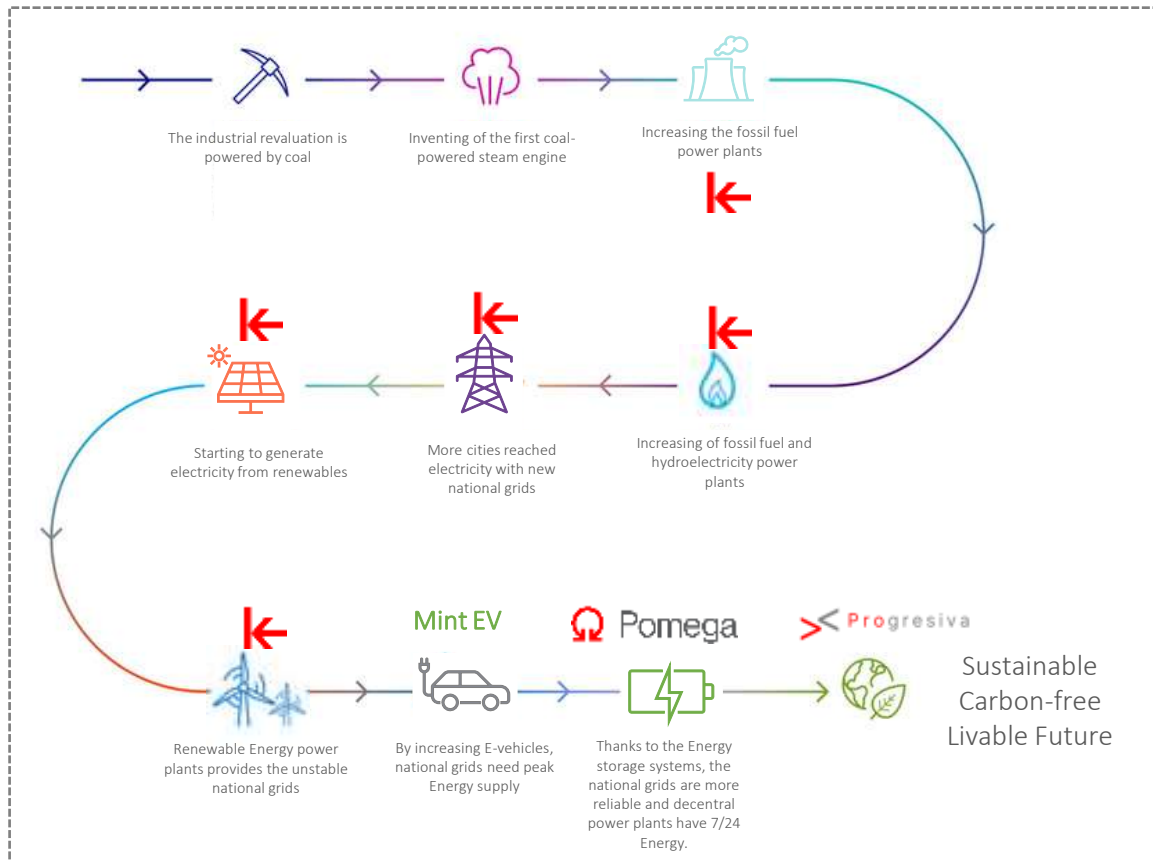 The industrial revaluation is
powered by coal
Inventing of the first coal-
powered steam engine
Increasing the fossil fuel
power plants
Starting to generate
electricity from renewables
More cities reached
electricity with new
national grids
Increasing of fossil fuel and
hydroelectricity power
plants
Mint EV
Pomega
Progresiva
Sustainable
Carbon-free
Livable Future
Renewable Energy power
plants provides the unstable
national grids
By increasing E-vehicles,
national grids need peak
Energy supply
Thanks to the Energy
storage systems, the
national grids are more
reliable and decentral
power plants have 7/24
Energy.